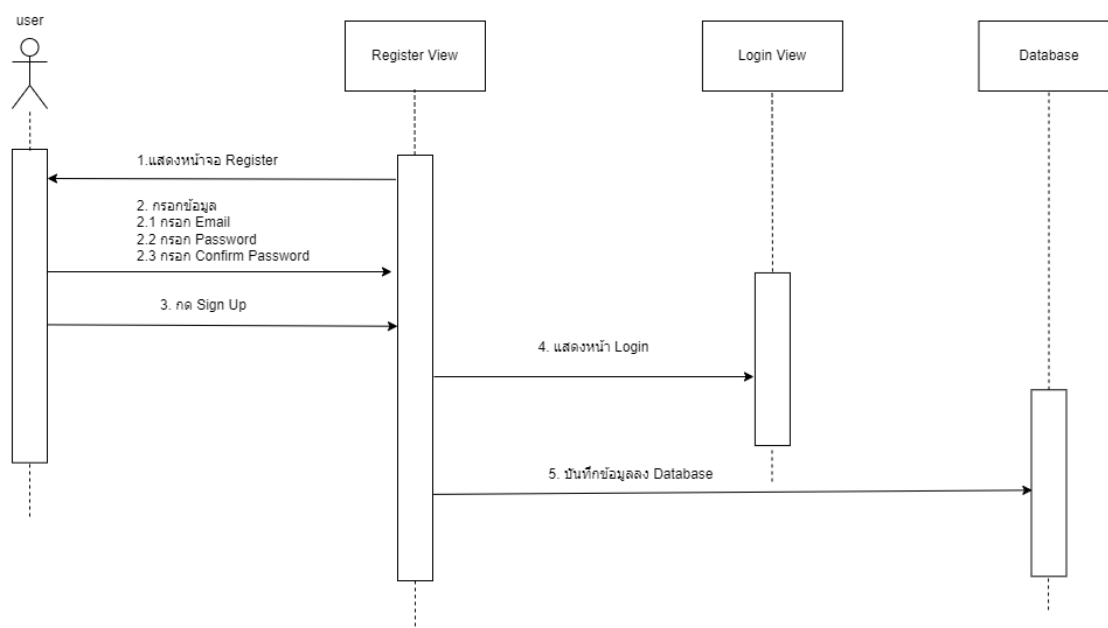 user
Register View
Login View
Database
1.แสดงหน้าจอ Register
2. กรอกข้อมูล
2.1 กรอก Email
2.2 กรอก Password
2.3 กรอก Confirm Password
3. กด Sign Up
4. แสดงหน้า Login
5. บันทึกข้อมูลลง Database